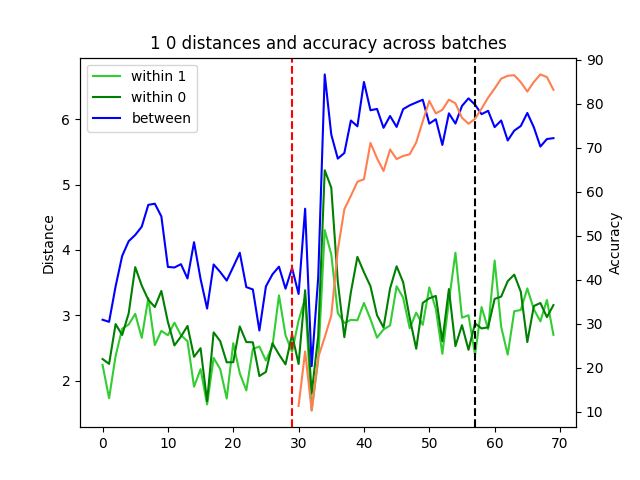 1 0 distances and accuracy across batches
within 1
within 0
between
Distance
6
5
4
3
2
90
80
70
60
50
40
30
20
10
Accuracy
0 10 20 30 40 50 60 70